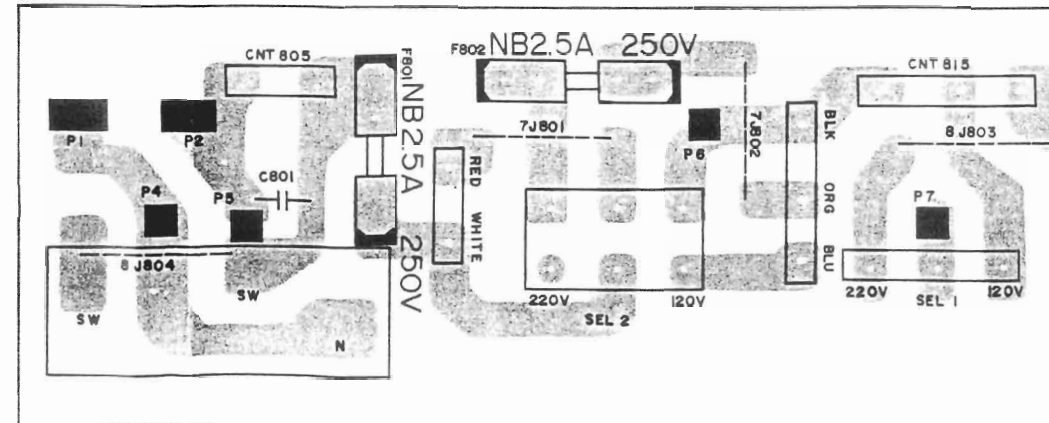 F802 NB2.5A 250V
CNT 805
F801 NB2.5A 250V
CNT 815
P1
P2
7J801
P6
7J802
BLK
8 J803
RED
C801
P4
P5
ORG
P7
WHITE
8 J804
BLU
SW
220V
120V
220V
SEL 1
120V
SW
SEL 2
N